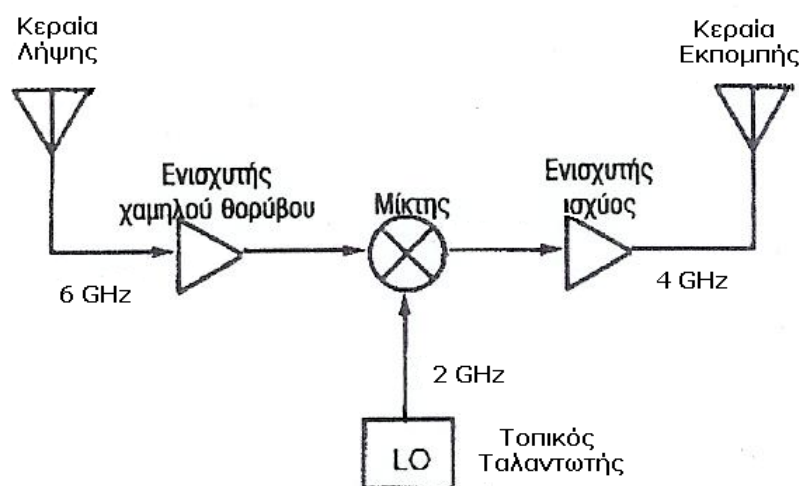 Κεραία
Λήψης
Κεραία
Εκπομπής
Ενισχυτής
χαμηλού θορύβου
Μίκτης
Ενισχυτής
ισχύος
6 GHz
4 GHz
2 GHz
LO
Τοπικός
Ταλαντωτής